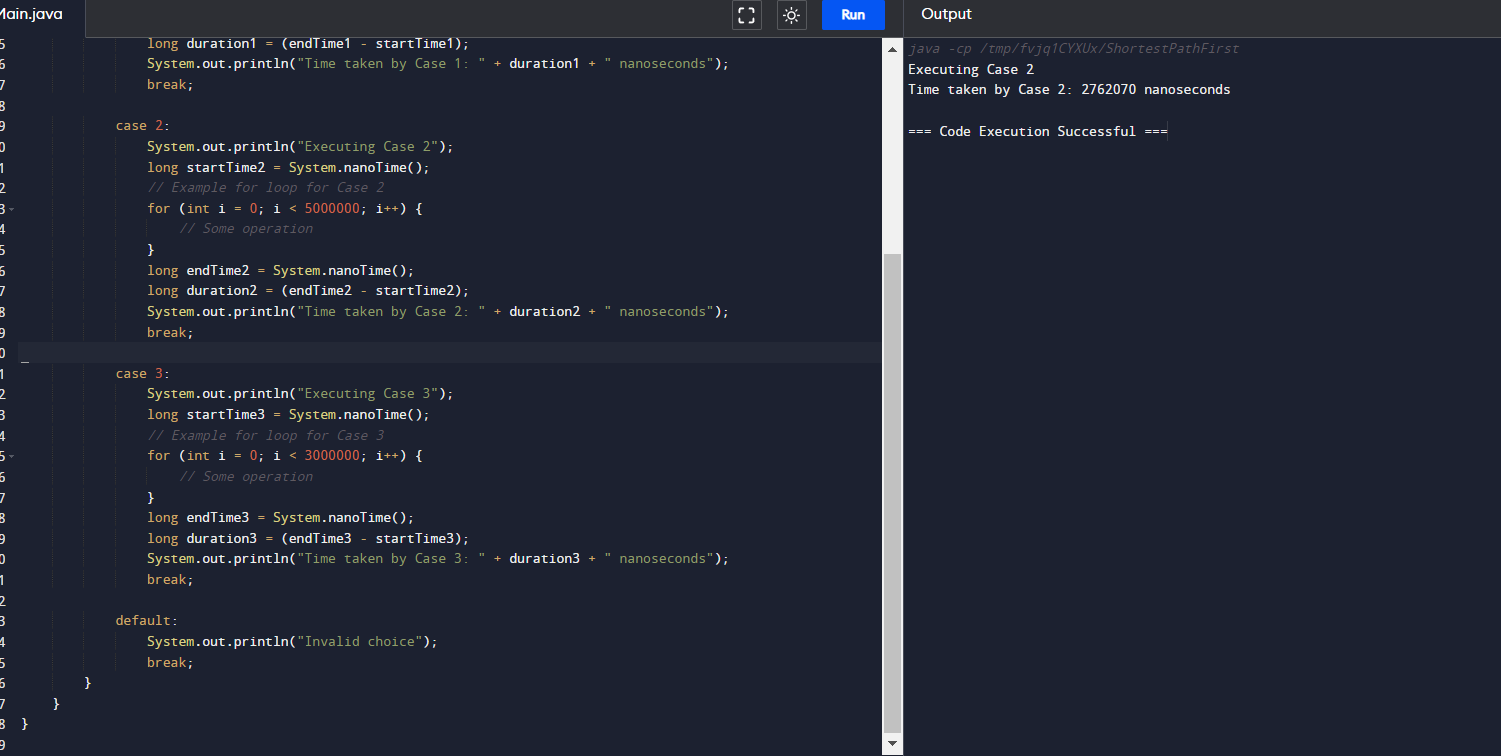 Main.java
Run
Output
5 long duration1 = (endTime1 - startTime1);
6 System.out.println("Time taken by Case 1: " + duration1 + " nanoseconds");
7 break;
8
9 case 2:
0 System.out.println("Executing Case 2");
1 long startTime2 = System.nanoTime();
2 // Example for loop for Case 2
3 for (int i = 0; i < 5000000; i++) {
4 // Some operation
5 }
6 long endTime2 = System.nanoTime();
7 long duration2 = (endTime2 - startTime2);
8 System.out.println("Time taken by Case 2: " + duration2 + " nanoseconds");
9 break;
0 _
1 case 3:
2 System.out.println("Executing Case 3");
3 long startTime3 = System.nanoTime();
4 // Example for loop for Case 3
5 for (int i = 0; i < 3000000; i++) {
6 // Some operation
7 }
8 long endTime3 = System.nanoTime();
9 long duration3 = (endTime3 - startTime3);
0 System.out.println("Time taken by Case 3: " + duration3 + " nanoseconds");
1 break;
2
3 default:
4 System.out.println("Invalid choice");
5 break;
6 }
7 }
8 }
9
java -cp /tmp/fvjq1CYXUx/ShortestPathFirst
Executing Case 2
Time taken by Case 2: 2762070 nanoseconds
=== Code Execution Successful ===